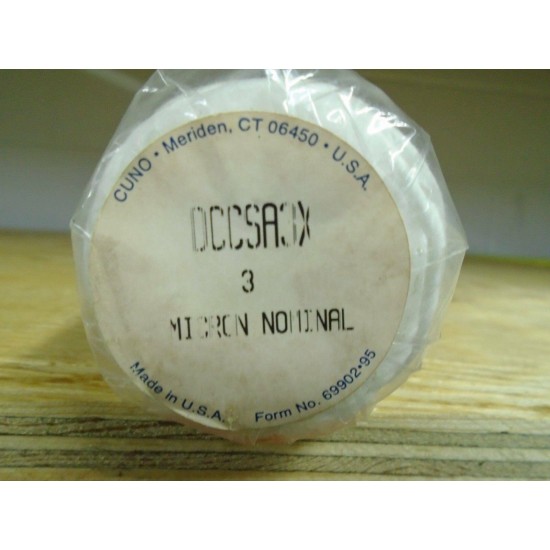 CUNO • Meriden, CT 06450 • U.S.A.
DCCSA3X
3
MICRON NOMINAL
Made in U.S.A.
Form No. 69902•95